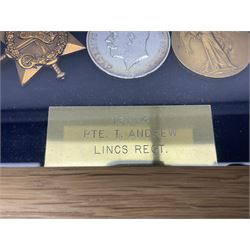 PTE. T. ANDREW
LINCS REGT.